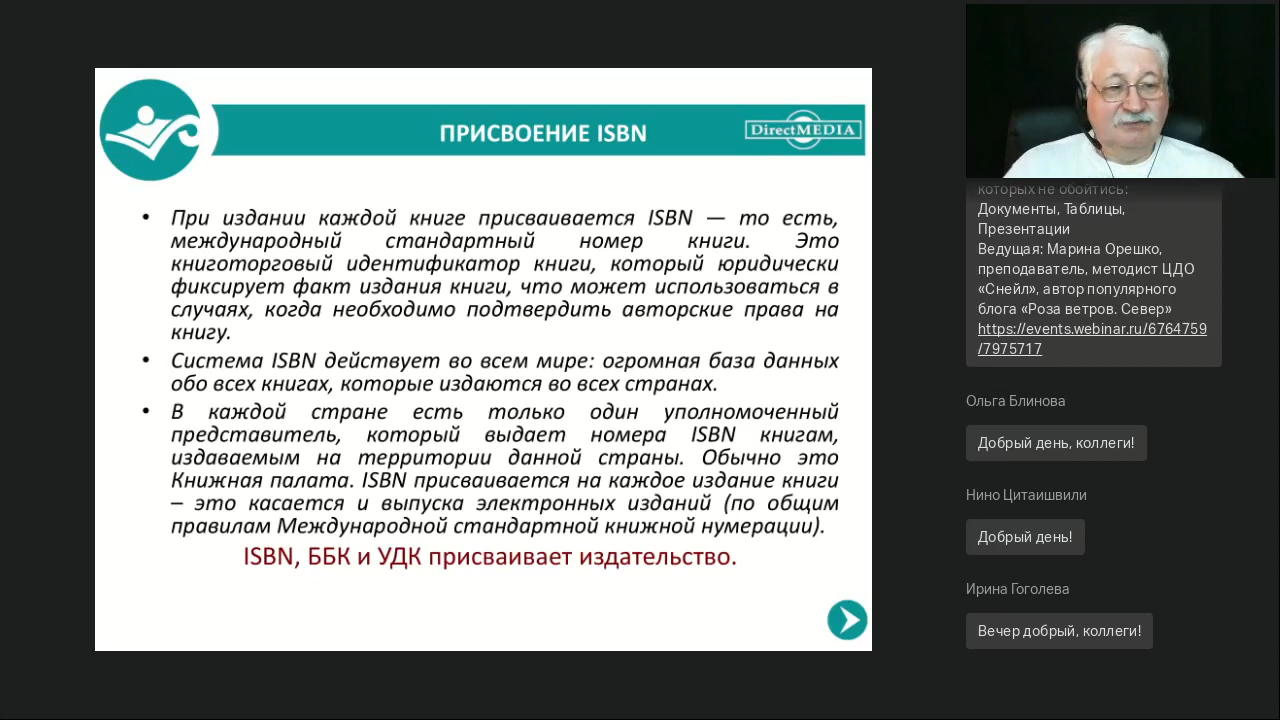 ПРИСВОЕНИЕ ISBN
DirectMEDIA
• При издании каждой книге присваивается ISBN — то есть,
международный стандартный номер книги. Это
книготорговый идентификатор книги, который юридически
фиксирует факт издания книги, что может использоваться в
случаях, когда необходимо подтвердить авторские права на
книгу.
• Система ISBN действует во всем мире: огромная база данных
обо всех книгах, которые издаются во всех странах.
• В каждой стране есть только один уполномоченный
представитель, который выдает номера ISBN книгам,
издаваемым на территории данной страны. Обычно это
Книжная палата. ISBN присваивается на каждое издание книги
– это касается и выпуска электронных изданий (по общим
правилам Международной стандартной книжной нумерации).
ISBN, ББК и УДК присваивает издательство.
которых не обойтись:
Документы, Таблицы,
Презентации
Ведущая: Марина Орешко,
преподаватель, методист ЦДО
«Снейл», автор популярного
блога «Роза ветров. Север»
https://events.webinar.ru/6764759
/7975717
Ольга Блинова
Добрый день, коллеги!
Нино Цитаишвили
Добрый день!
Ирина Гоголева
Вечер добрый, коллеги!